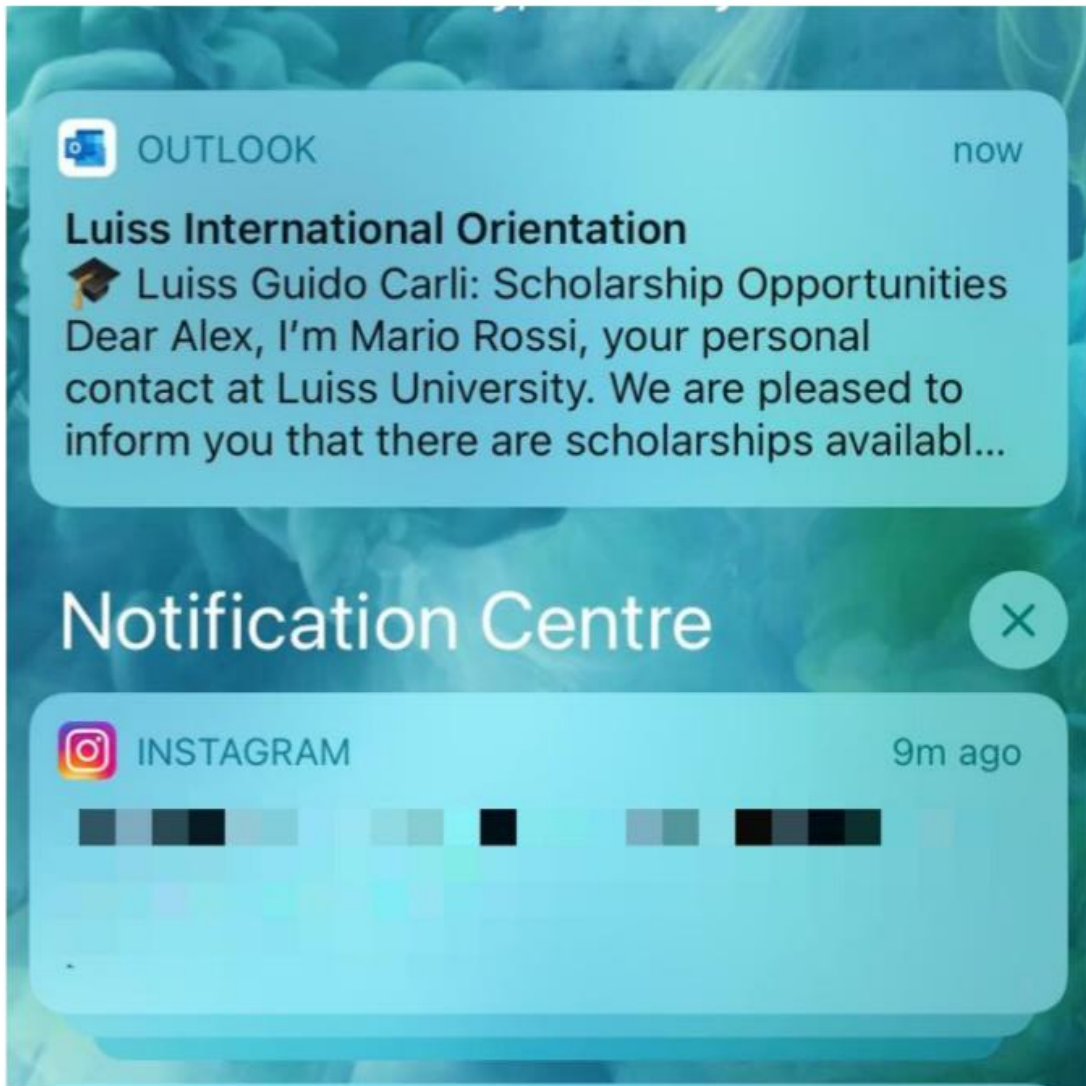 OUTLOOK
now
Luiss International Orientation
🎓 Luiss Guido Carli: Scholarship Opportunities
Dear Alex, I’m Mario Rossi, your personal
contact at Luiss University. We are pleased to
inform you that there are scholarships availabl...
Notification Centre
INSTAGRAM
9m ago